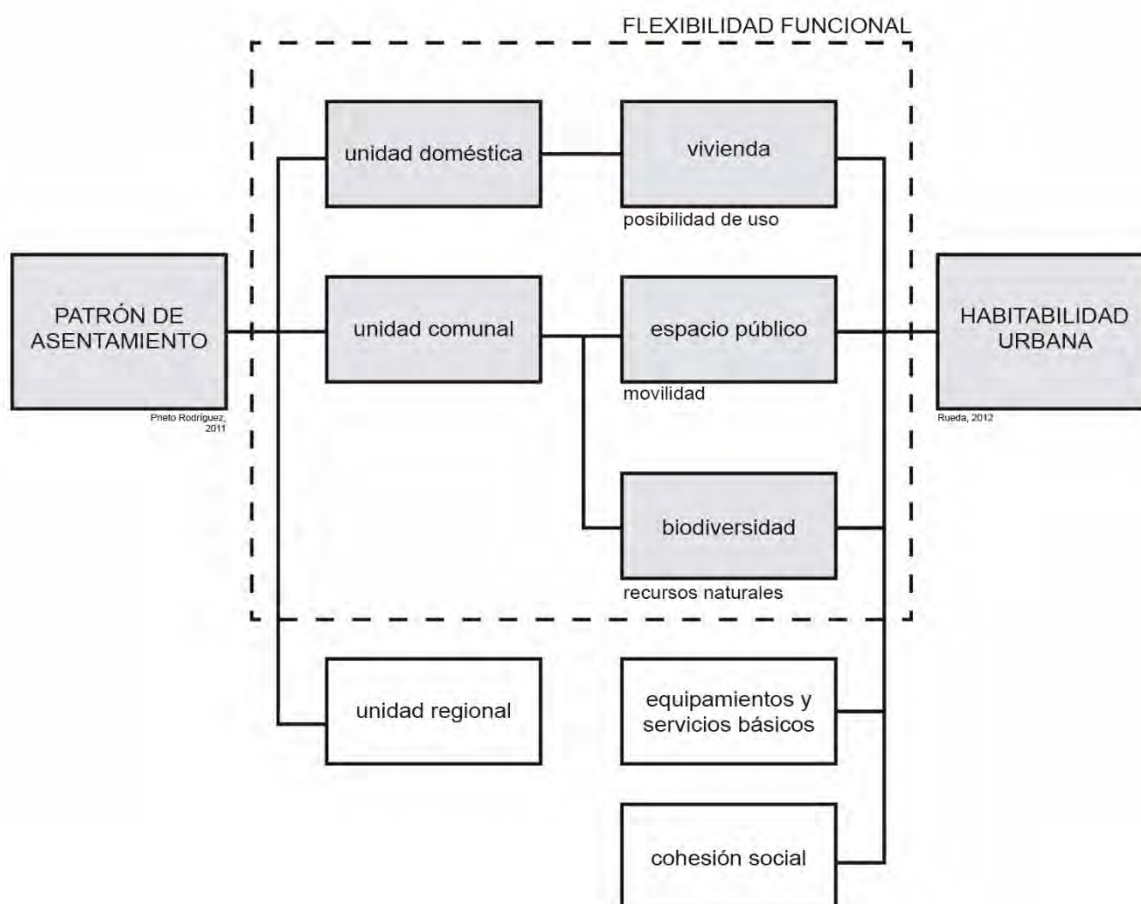 FLEXIBILIDAD FUNCIONAL
unidad doméstica
vivienda
posibilidad de uso
PATRÓN DE
ASENTAMIENTO
Prieto Rodríguez,
2011
unidad comunal
espacio público
movilidad
HABITABILIDAD
URBANA
Rueda, 2012
biodiversidad
recursos naturales
unidad regional
equipamientos y
servicios básicos
cohesión social